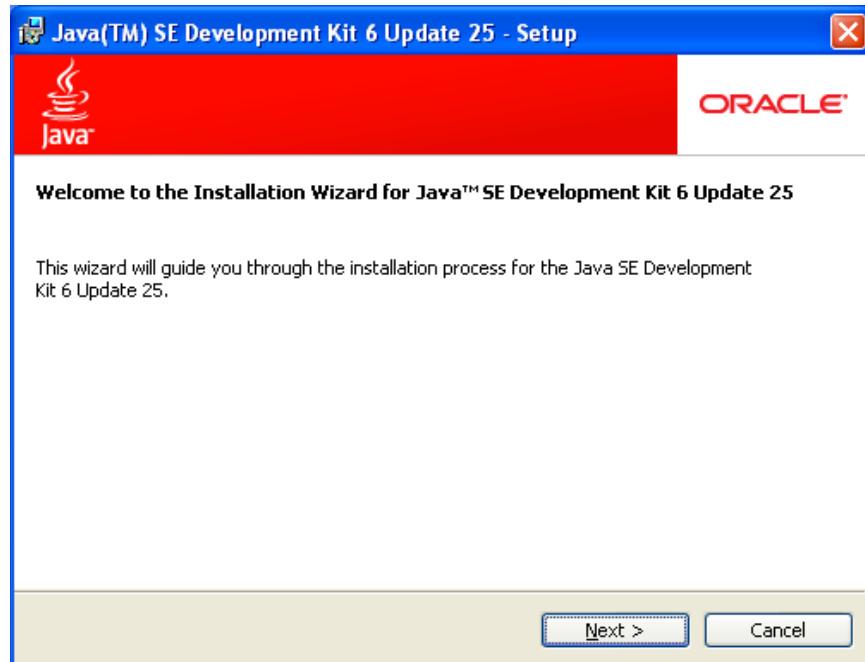 Java(TM) SE Development Kit 6 Update 25 - Setup
Java™
ORACLE®
Welcome to the Installation Wizard for Java™ SE Development Kit 6 Update 25
This wizard will guide you through the installation process for the Java SE Development
Kit 6 Update 25.
Next >
Cancel